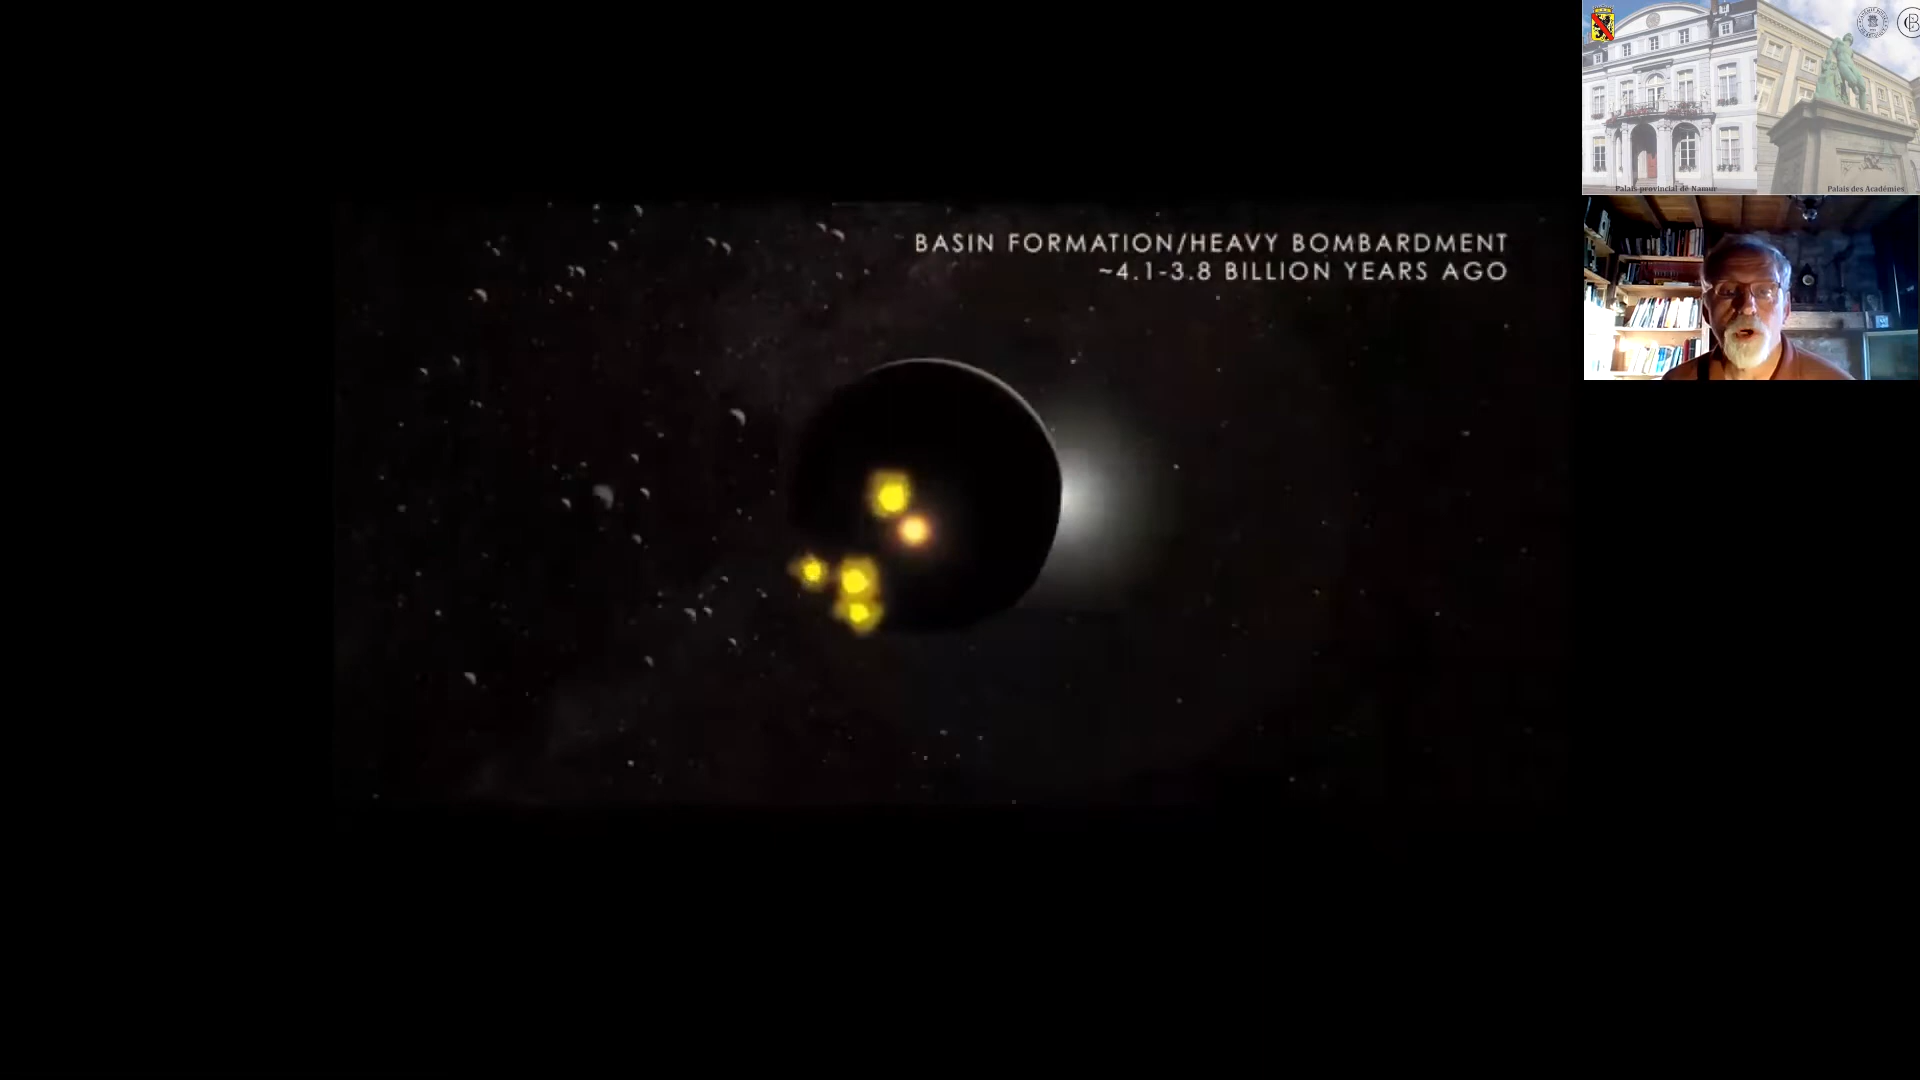 BASIN FORMATION/HEAVY BOMBARDMENT
~4.1-3.8 BILLION YEARS AGO
Palais provincial de Namur
Palais des Académies